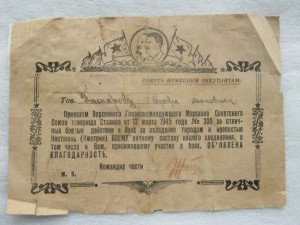 СМЕРТЬ НЕМЕЦКИМ ОККУПАНТАМ.
Тов.
Приказом Верховного Главнокомандующего Маршала Советского
Союза товарища Сталина от 12 марта 1945 года № 300 за отлич-
ные боевые действия в боях за овладение городом и крепостью
Кюстрин ВСЕМУ личному составу нашего соединения, в
том числе и Вам, принимавшему участие в боях, ОБ'ЯВЛЕНА
БЛАГОДАРНОСТЬ.
Командир части
М. П.